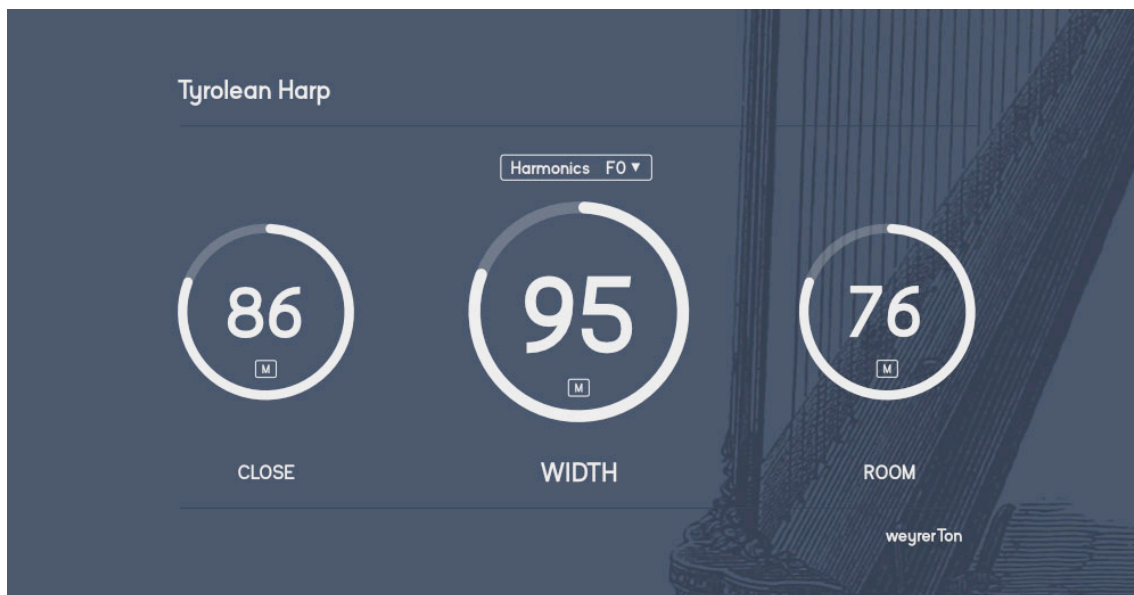 Tyrolean Harp
Harmonics F0 ▼
86
M
95
M
76
M
CLOSE
WIDTH
ROOM
weyrerTon